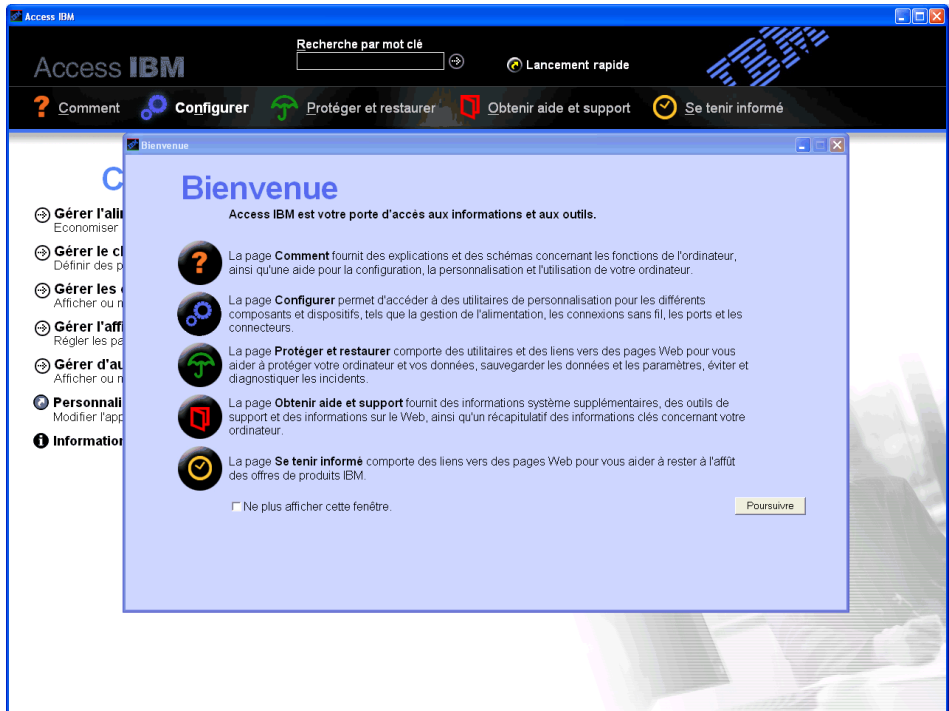 Access IBM
Recherche par mot clé
Access IBM
Lancement rapide
IBM
? Comment
Configurer
Protéger et restaurer
Obtenir aide et support
Se tenir informé
Bienvenue
C
Gérer l'ali
Economiser
Gérer le c
Définir des p
Gérer les
Afficher ou
Gérer l'affi
Régler les pa
Gérer d'au
Afficher ou
Personnali
Modifier l'app
Information
Bienvenue
Access IBM est votre porte d'accès aux informations et aux outils.
?
La page Comment fournit des explications et des schémas concernant les fonctions de l'ordinateur,
ainsi qu'une aide pour la configuration, la personnalisation et l'utilisation de votre ordinateur.
La page Configurer permet d'accéder à des utilitaires de personnalisation pour les différents
composants et dispositifs, tels que la gestion de l'alimentation, les connexions sans fil, les ports et les
connecteurs.
La page Protéger et restaurer comporte des utilitaires et des liens vers des pages Web pour vous
aider à protéger votre ordinateur et vos données, sauvegarder les données et les paramètres, éviter et
diagnostiquer les incidents.
La page Obtenir aide et support fournit des informations système supplémentaires, des outils de
support et des informations sur le Web, ainsi qu'un récapitulatif des informations clés concernant votre
ordinateur.
La page Se tenir informé comporte des liens vers des pages Web pour vous aider à rester à l'affût
des offres de produits IBM.
Ne plus afficher cette fenêtre.
Poursuivre